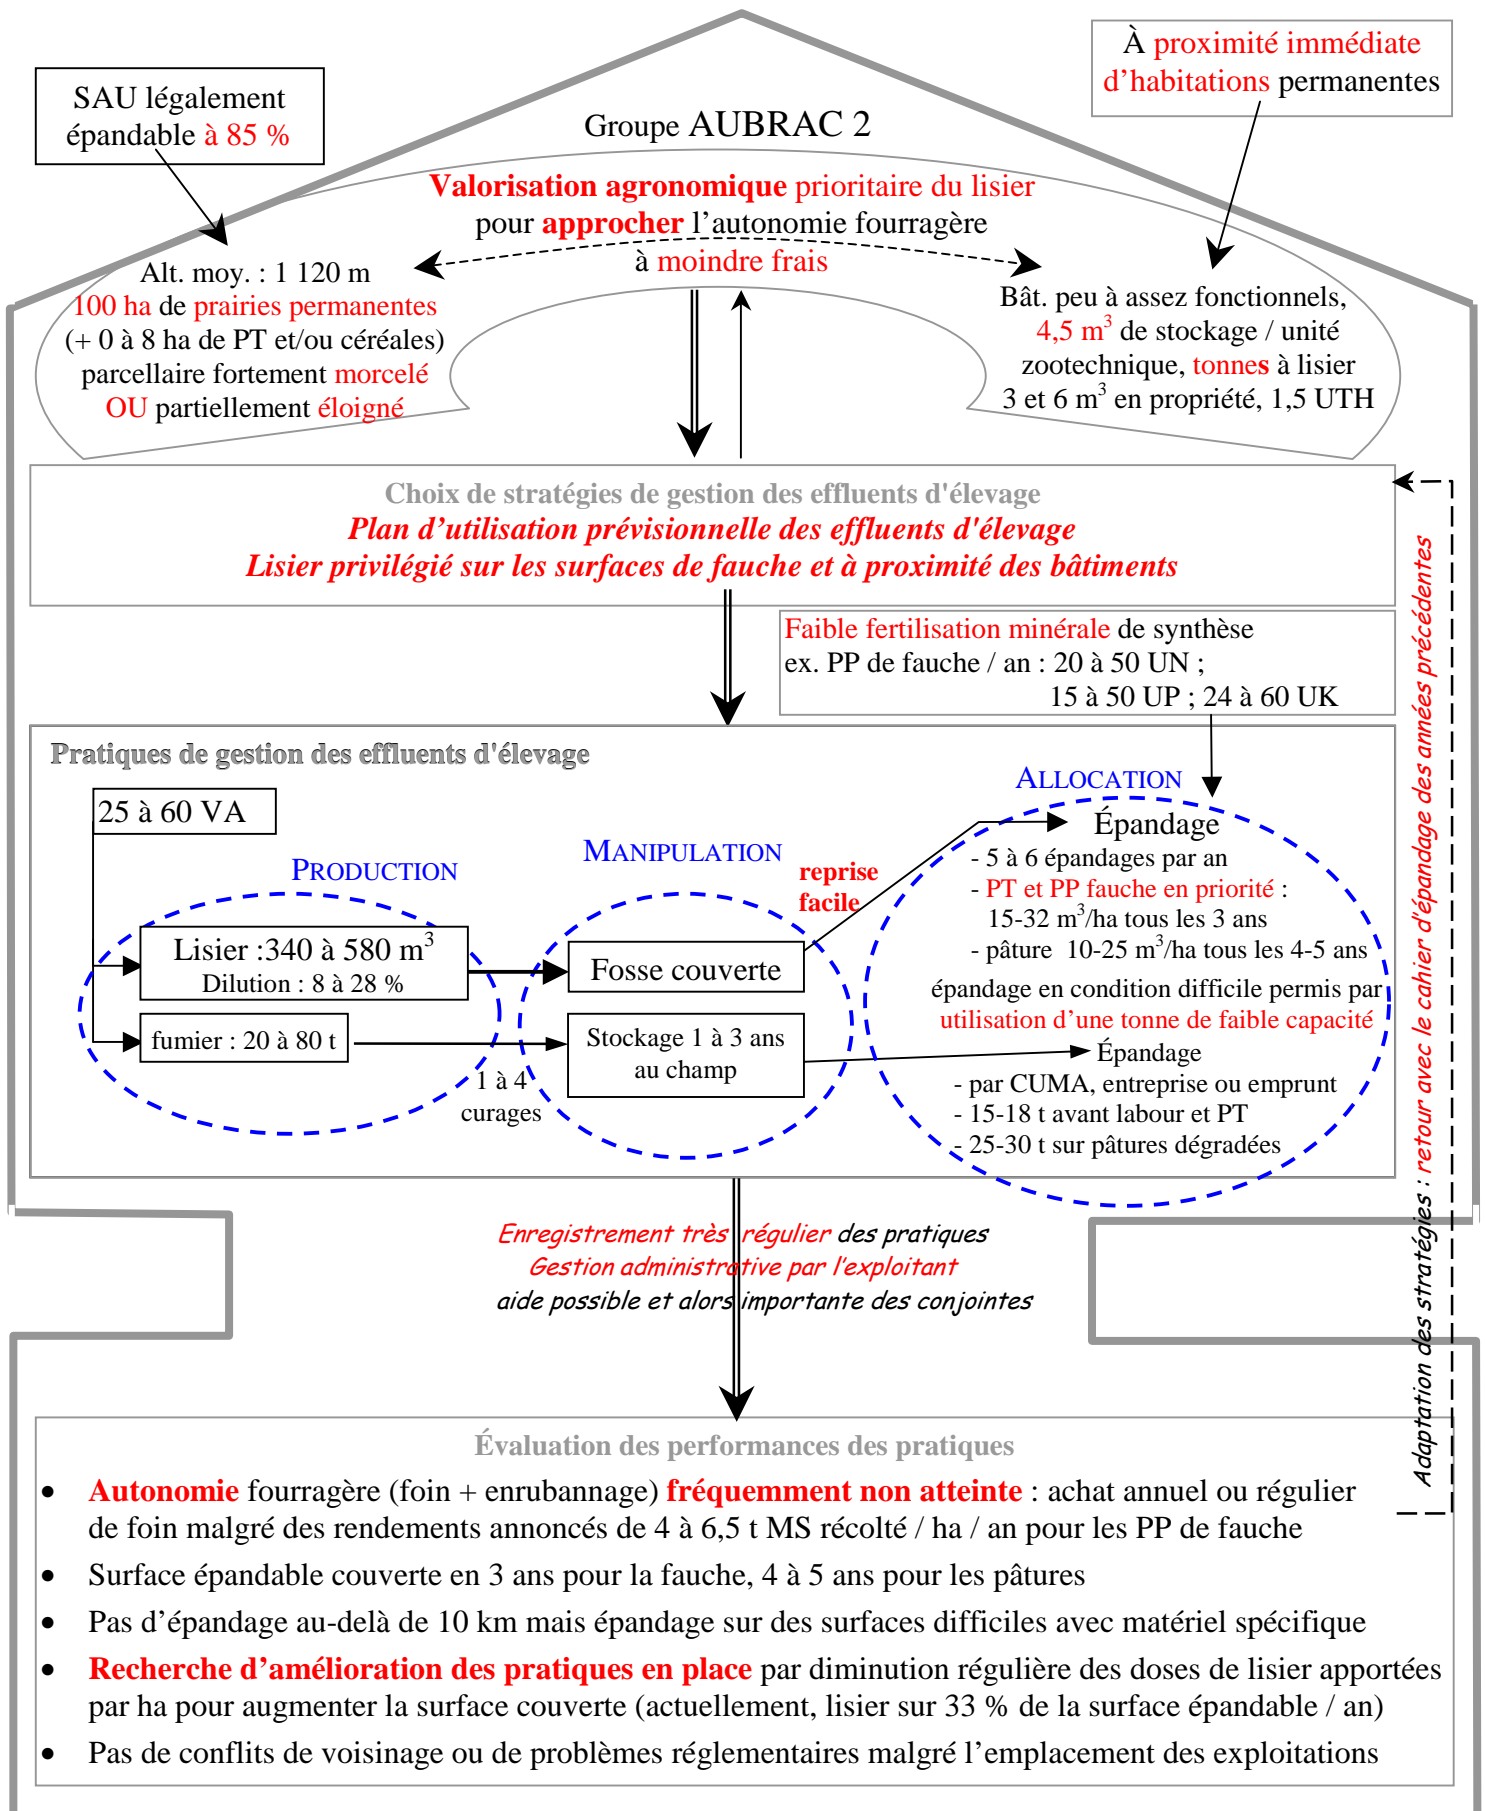 SAU légalement
épandable à 85 %
À proximité immédiate
d’habitations permanentes
Groupe AUBRAC 2
Valorisation agronomique prioritaire du lisier
pour approcher l’autonomie fourragère
à moindre frais
Alt. moy. : 1 120 m
100 ha de prairies permanentes
(+ 0 à 8 ha de PT et/ou céréales)
parcellaire fortement morcelé
OU partiellement éloigné
Bât. peu à assez fonctionnels,
4,5 m³ de stockage / unité
zootechnique, tonnes à lisier
3 et 6 m³ en propriété, 1,5 UTH
Choix de stratégies de gestion des effluents d'élevage
Plan d’utilisation prévisionnelle des effluents d'élevage
Lisier privilégié sur les surfaces de fauche et à proximité des bâtiments
Faible fertilisation minérale de synthèse
ex. PP de fauche / an : 20 à 50 UN ;
15 à 50 UP ; 24 à 60 UK
Pratiques de gestion des effluents d'élevage
25 à 60 VA
PRODUCTION
Lisier :340 à 580 m³
Dilution : 8 à 28 %
fumier : 20 à 80 t
1 à 4
curages
MANIPULATION
Fosse couverte
Stockage 1 à 3 ans
au champ
reprise
facile
ALLOCATION
Épandage
- 5 à 6 épandages par an
- PT et PP fauche en priorité :
15-32 m³/ha tous les 3 ans
- pâture 10-25 m³/ha tous les 4-5 ans
épandage en condition difficile permis par
utilisation d’une tonne de faible capacité
Épandage
- par CUMA, entreprise ou emprunt
- 15-18 t avant labour et PT
- 25-30 t sur pâtures dégradées
Adaptation des stratégies : retour avec le cahier d’épandage des années précédentes
Enregistrement très régulier des pratiques
Gestion administrative par l’exploitant
aide possible et alors importante des conjointes
Évaluation des performances des pratiques
• Autonomie fourragère (foin + enrubannage) fréquemment non atteinte : achat annuel ou régulier
de foin malgré des rendements annoncés de 4 à 6,5 t MS récolté / ha / an pour les PP de fauche
• Surface épandable couverte en 3 ans pour la fauche, 4 à 5 ans pour les pâtures
• Pas d’épandage au-delà de 10 km mais épandage sur des surfaces difficiles avec matériel spécifique
• Recherche d’amélioration des pratiques en place par diminution régulière des doses de lisier apportées
par ha pour augmenter la surface couverte (actuellement, lisier sur 33 % de la surface épandable / an)
• Pas de conflits de voisinage ou de problèmes réglementaires malgré l’emplacement des exploitations